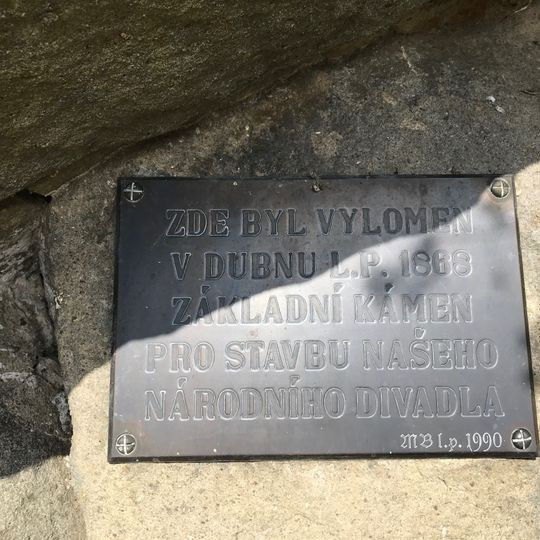 ZDE BYL VYLOMEN
V DUBNU L.P. 1868
ZÁKLADNÍ KÁMEN
PRO STAVBU NAŠEHO
NÁRODNÍHO DIVADLA
MB l.p. 1990